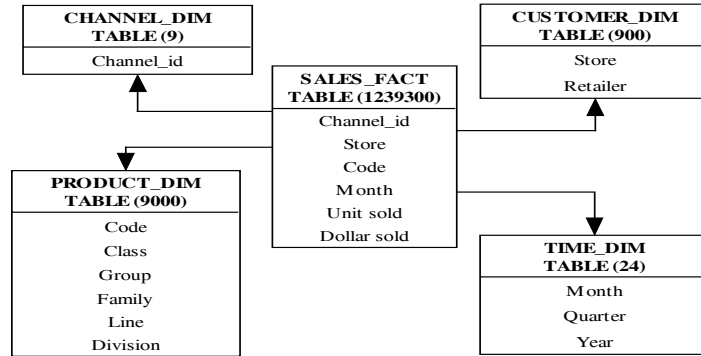 CHANNEL_DIM
TABLE (9)
Channel_id
CUSTOMER_DIM
TABLE (900)
Store
Retailer
SALES_FACT
TABLE (1239300)
Channel_id
Store
Code
Month
Unit sold
Dollar sold
PRODUCT_DIM
TABLE (9000)
Code
Class
Group
Family
Line
Division
TIME_DIM
TABLE (24)
Month
Quarter
Year